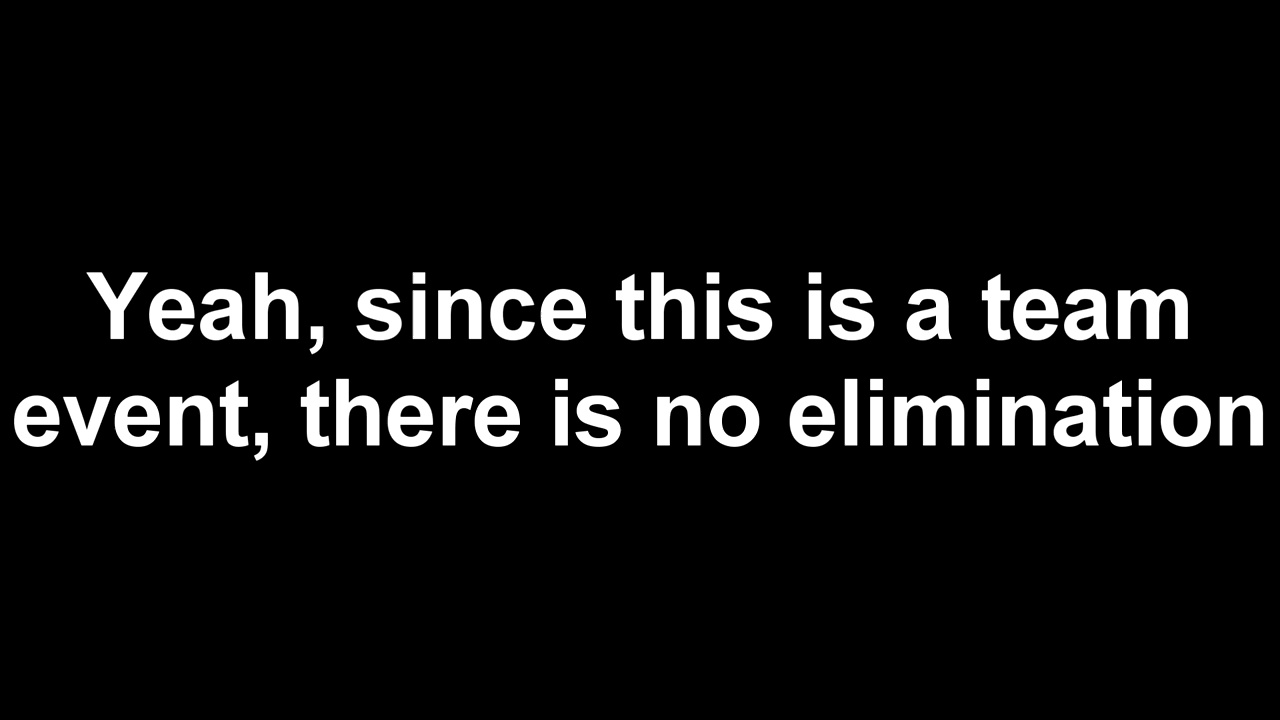 Yeah, since this is a team
event, there is no elimination